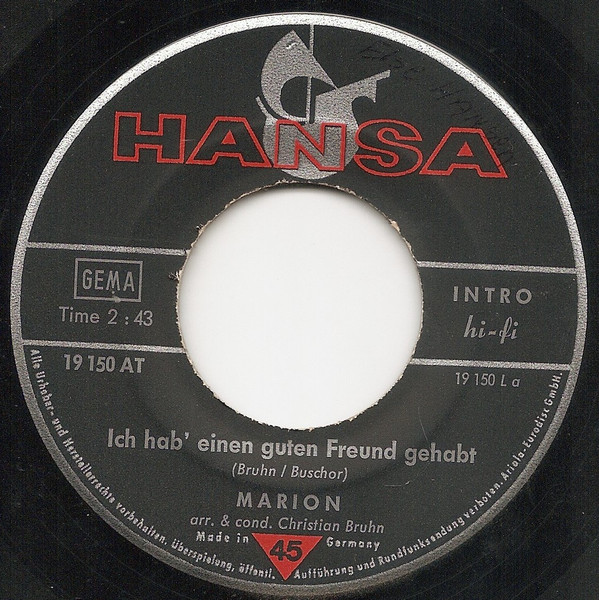 HANSA
GEMA
Time 2 : 43
INTRO
hi-fi
19 150 AT
19 150 L a
Ich hab' einen guten Freund gehabt
(Bruhn / Buschor)
MARION
arr. & cond. Christian Bruhn
Made in Germany
45
Alle Urheber- und Herstellerrechte vorbehalten. Überspielung, öffentl. Aufführung und Rundfunksendung verboten. Ariola-Eurodisc GmbH.